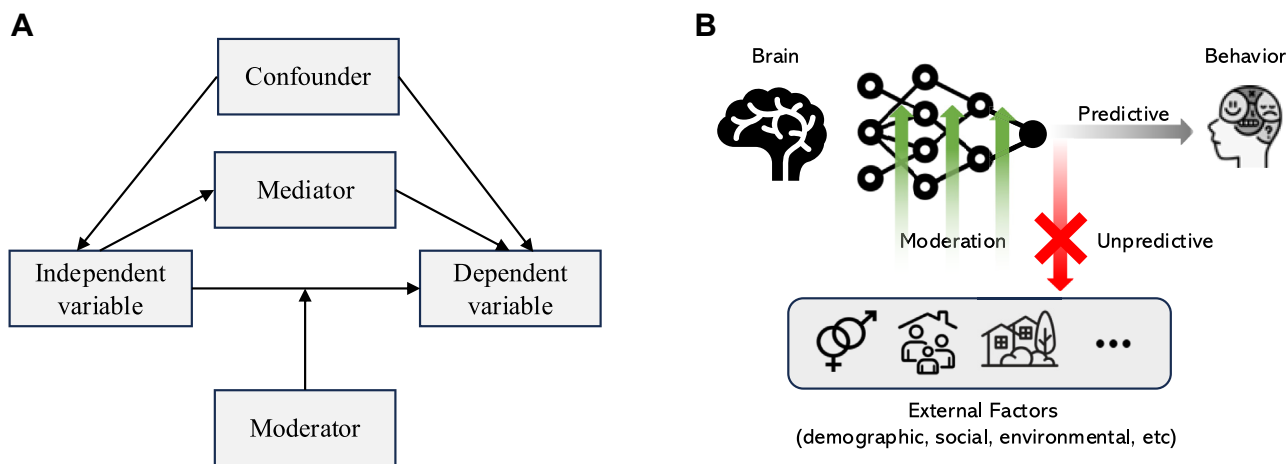 A
Confounder
Mediator
Independent
variable
Dependent
variable
Moderator
B
Brain
Behavior
Predictive
Moderation
Unpredictive
External Factors
(demographic, social, environmental, etc)